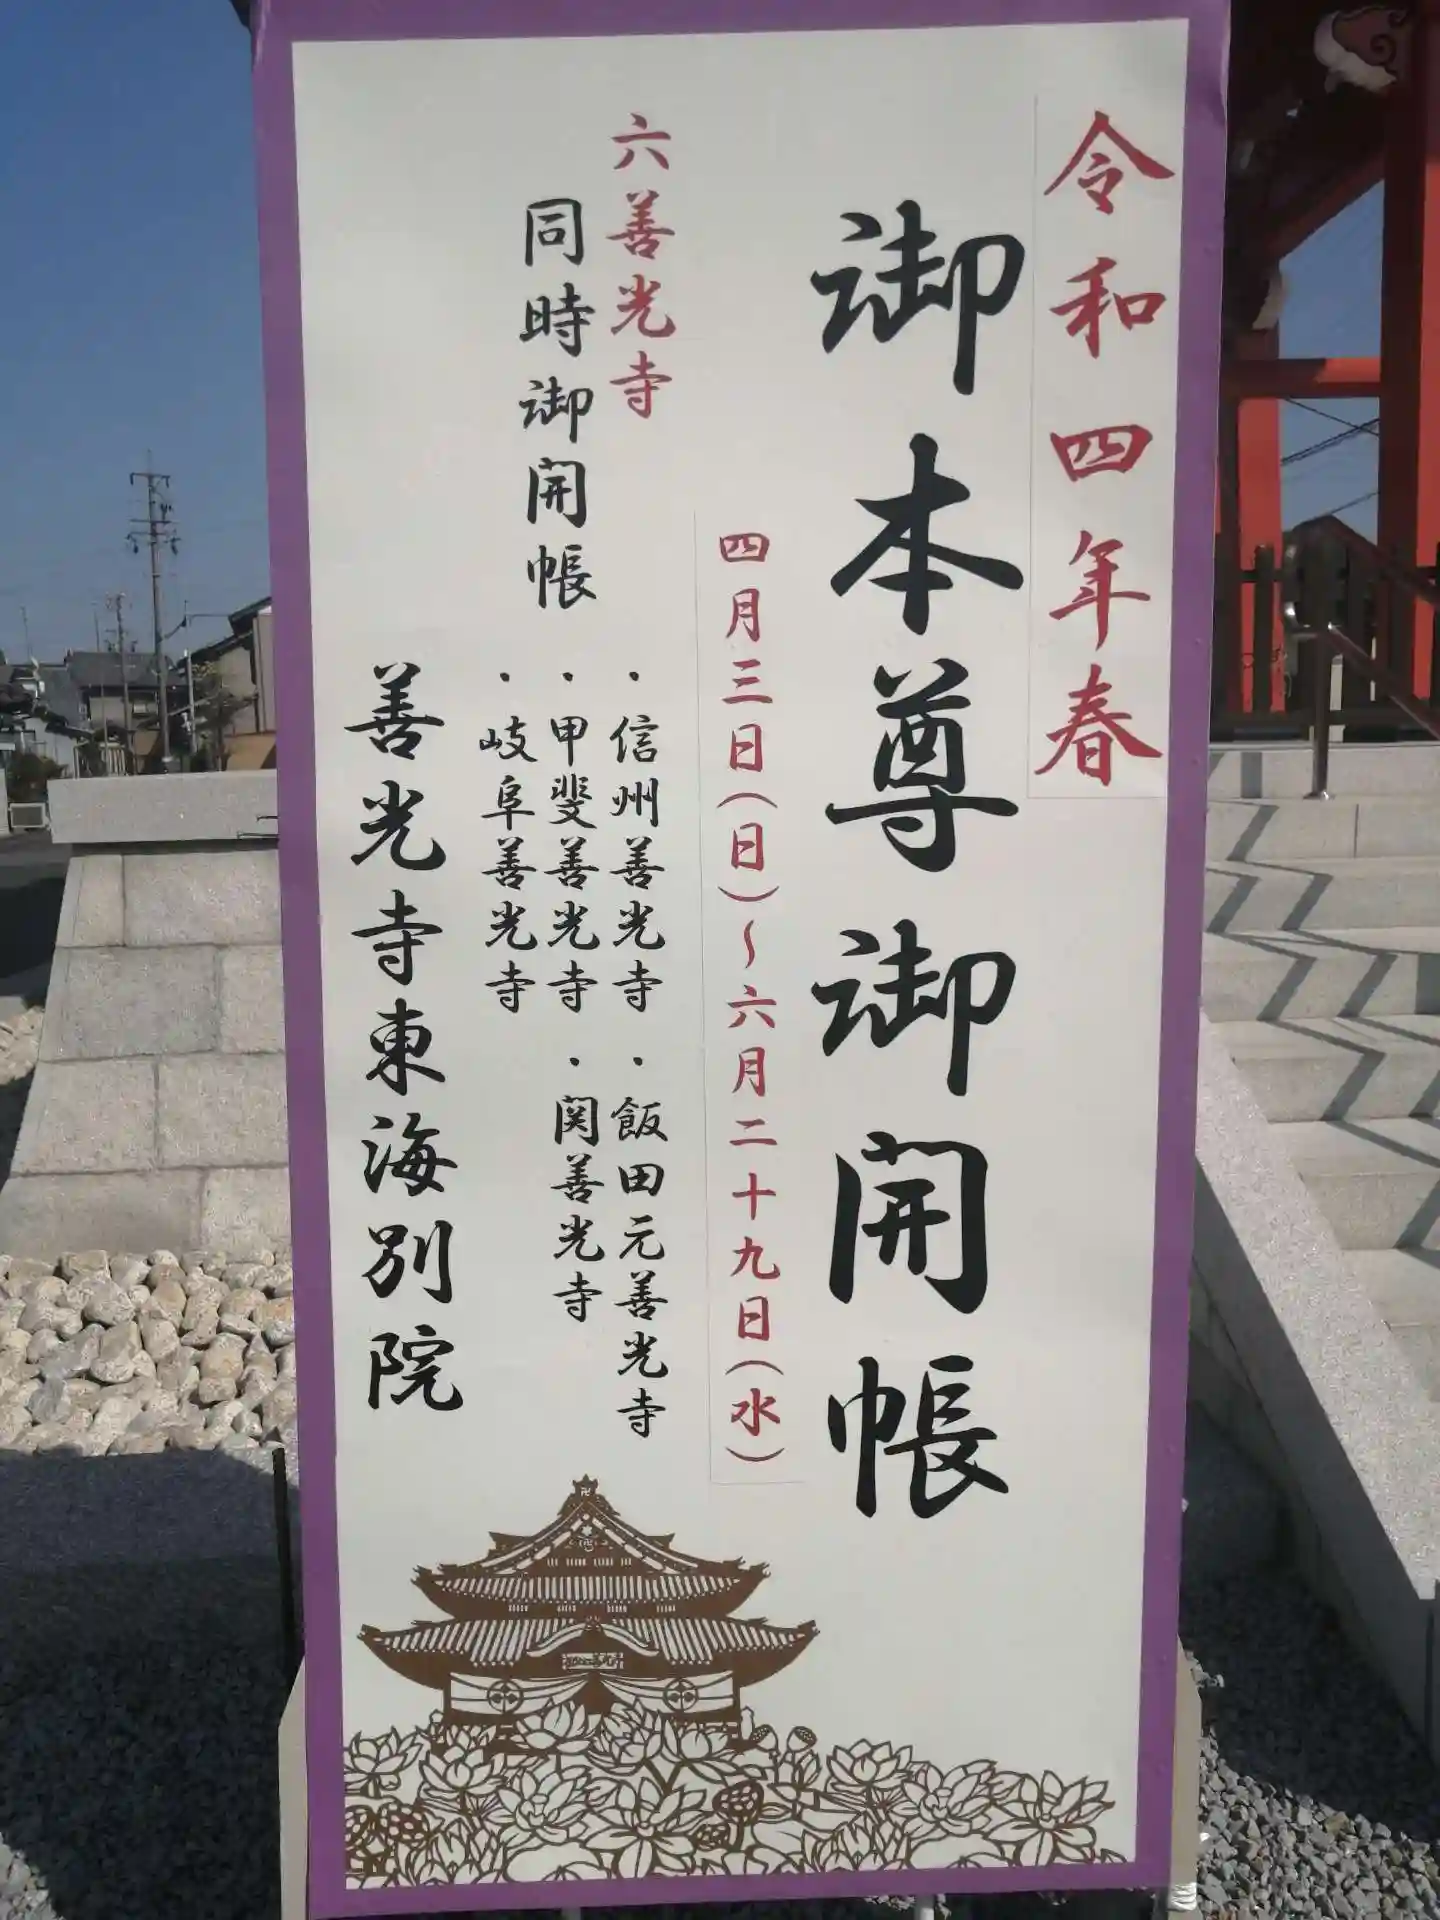 令和四年春
御本尊御開帳
四月三日(日)~六月二十九日(水)
六善光寺
同時御開帳
・信州善光寺
・飯田元善光寺
・甲斐善光寺
・関善光寺
・岐阜善光寺
善光寺東海別院